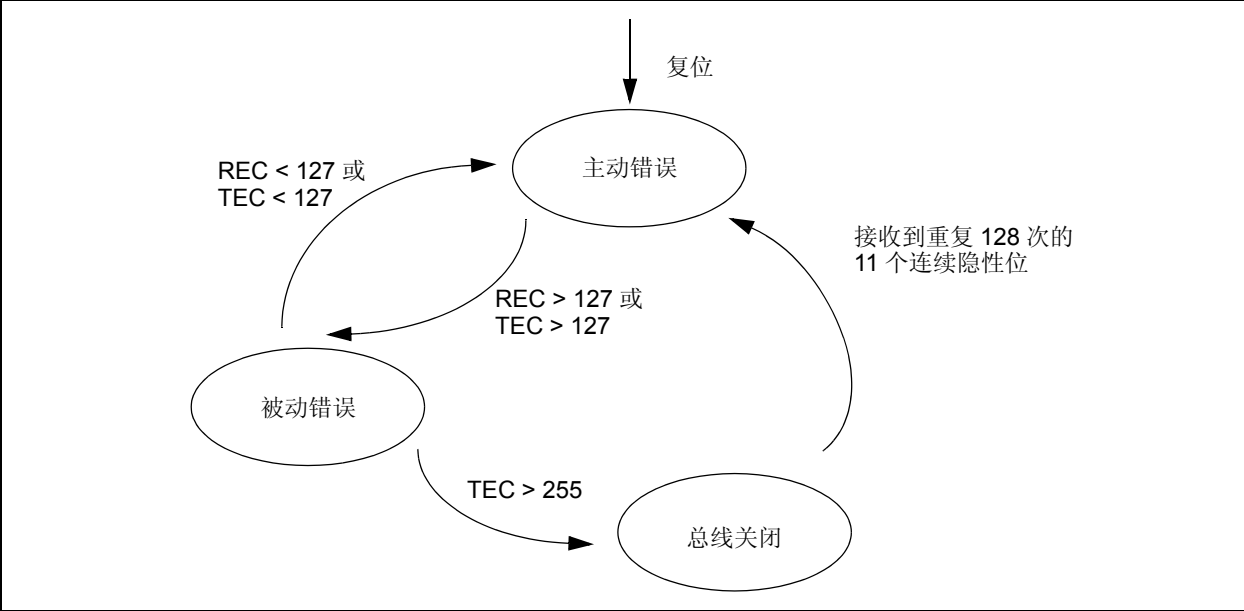 复位
主动错误
REC < 127 或
TEC < 127
接收到重复 128 次的
11 个连续隐性位
REC > 127 或
TEC > 127
被动错误
TEC > 255
总线关闭